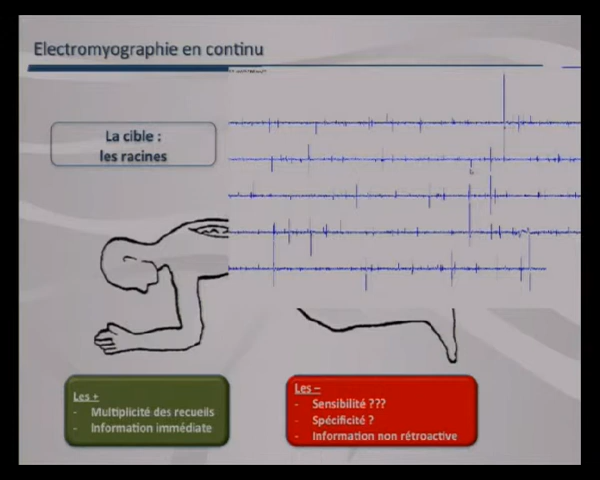 Electromyographie en continu
La cible :
les racines
Les +
- Multiplicité des recueils
- Information immédiate
Les –
- Sensibilité ???
- Spécificité ?
- Information non rétroactive